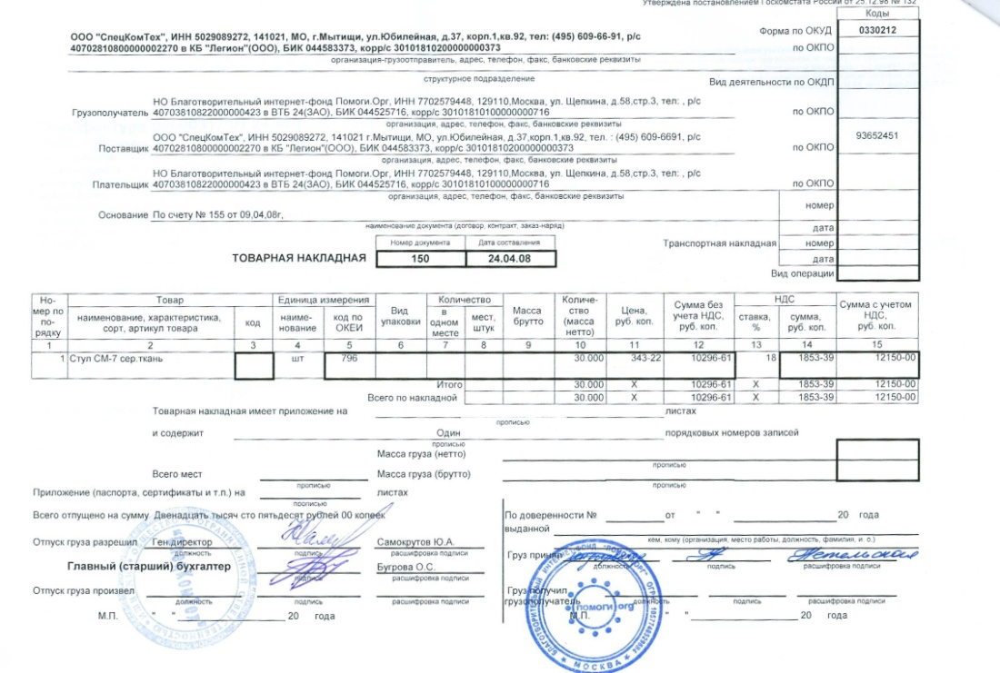 Утверждена постановлением Госкомстата России от 25.12.98 № 132
Коды
Форма по ОКУД 0330212
ООО "СпецКомТех", ИНН 5029089272, 141021, МО, г.Мытищи, ул.Юбилейная, д.37, корп.1,кв.92, тел: (495) 609-66-91, р/с
40702810800000002270 в КБ "Легион"(ООО), БИК 044583373, корр/с 30101810200000000373
по ОКПО
организация-грузоотправитель, адрес, телефон, факс, банковские реквизиты
структурное подразделение
Вид деятельности по ОКДП
НО Благотворительный интернет-фонд Помоги.Орг, ИНН 7702579448, 129110,Москва, ул. Щепкина, д.58,стр.3, тел: , р/с
Грузополучатель 40703810822000000423 в ВТБ 24(ЗАО), БИК 044525716, корр/с 30101810100000000716
по ОКПО
организация, адрес, телефон, факс, банковские реквизиты
ООО "СпецКомТех", ИНН 5029089272, 141021 г.Мытищи, МО, ул.Юбилейная, д.37,корп.1,кв.92, тел. : (495) 609-6691, р/с
Поставщик 40702810800000002270 в КБ "Легион"(ООО), БИК 044583373, корр/с 30101810200000000373
по ОКПО 93652451
организация, адрес, телефон, факс, банковские реквизиты
НО Благотворительный интернет-фонд Помоги.Орг, ИНН 7702579448, 129110,Москва, ул. Щепкина, д.58,стр.3, тел: , р/с
Плательщик 40703810822000000423 в ВТБ 24(ЗАО), БИК 044525716, корр/с 30101810100000000716
по ОКПО
организация, адрес, телефон, факс, банковские реквизиты
номер
Основание По счету № 155 от 09,04,08г,
наименование документа (договор, контракт, заказ-наряд)
дата
Транспортная накладная номер
дата
Вид операции
Номер документа Дата составления
ТОВАРНАЯ НАКЛАДНАЯ 150 24.04.08
Но-мер по по-рядку Товар Единица измерения Вид упаковки Количество Масса брутто Количе-ство (масса нетто) Цена, руб. коп. Сумма без учета НДС, руб. коп. НДС Сумма с учетом НДС, руб. коп.
наименование, характеристика, сорт, артикул товара код наиме-нование код по ОКЕИ в одном месте мест, штук ставка, % сумма, руб. коп.
1 2 3 4 5 6 7 8 9 10 11 12 13 14 15
1 Стул СМ-7 сер.ткань шт 796 30.000 343-22 10296-61 18 1853-39 12150-00
Итого 30.000 Х 10296-61 Х 1853-39 12150-00
Всего по накладной 30.000 Х 10296-61 Х 1853-39 12150-00
Товарная накладная имеет приложение на листах
прописью
и содержит Один порядковых номеров записей
прописью
Масса груза (нетто)
прописью
Всего мест Масса груза (брутто)
прописью прописью
Приложение (паспорта, сертификаты и т.п.) на листах
прописью
Всего отпущено на сумму Двенадцать тысяч сто пятьдесят рублей 00 копеек
По доверенности № от " " 20 года
выданной
кем, кому (организация, место работы, должность, фамилия, и. о.)
Отпуск груза разрешил Ген.директор Самокрутов Ю.А.
должность подпись расшифровка подписи
Груз принял
должность подпись расшифровка подписи
Главный (старший) бухгалтер Бугрова О.С.
подпись расшифровка подписи
Отпуск груза произвел
должность подпись расшифровка подписи
Груз получил
грузополучатель
должность подпись расшифровка подписи
М.П. " " 20 года
М.П. " " 20 года
помоги.org
МОСКВА